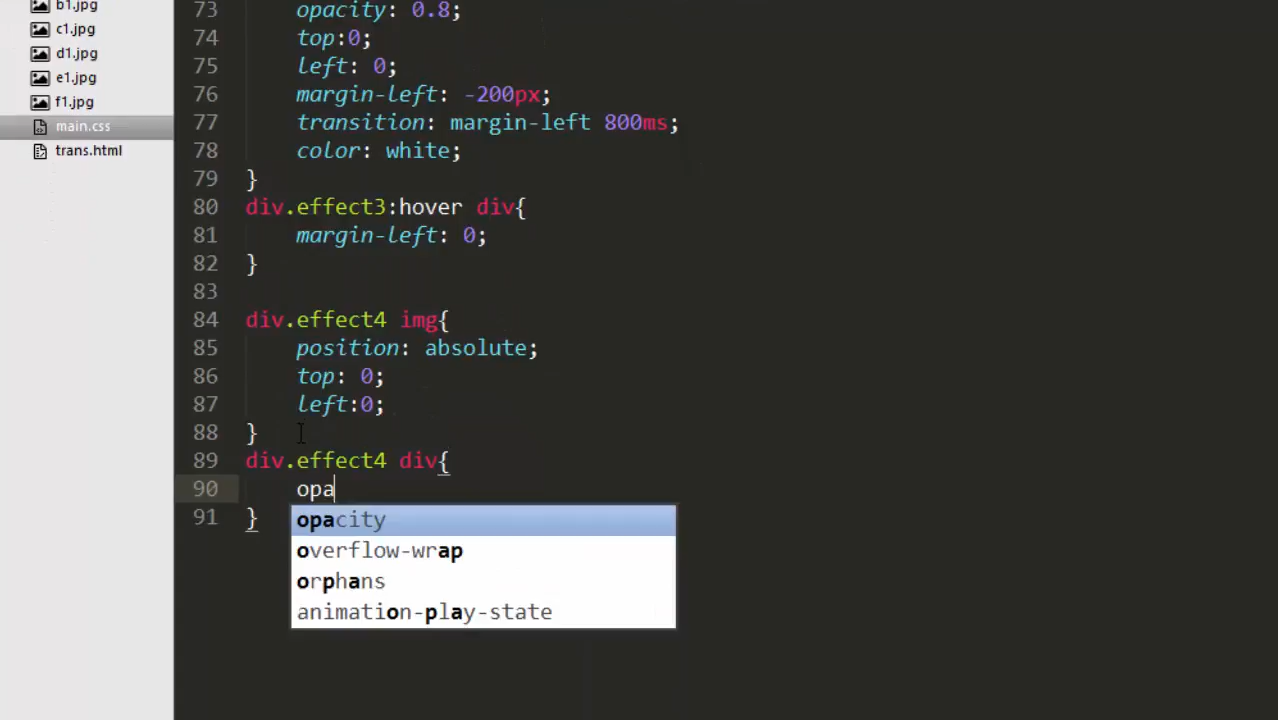 b1.jpg
c1.jpg
d1.jpg
e1.jpg
f1.jpg
main.css
trans.html
73 opacity: 0.8;
74 top:0;
75 left: 0;
76 margin-left: -200px;
77 transition: margin-left 800ms;
78 color: white;
79 }
80 div.effect3:hover div{
81 margin-left: 0;
82 }
83
84 div.effect4 img{
85 position: absolute;
86 top: 0;
87 left:0;
88 }
89 div.effect4 div{
90 opa
91 }
opacity
overflow-wrap
orphans
animation-play-state